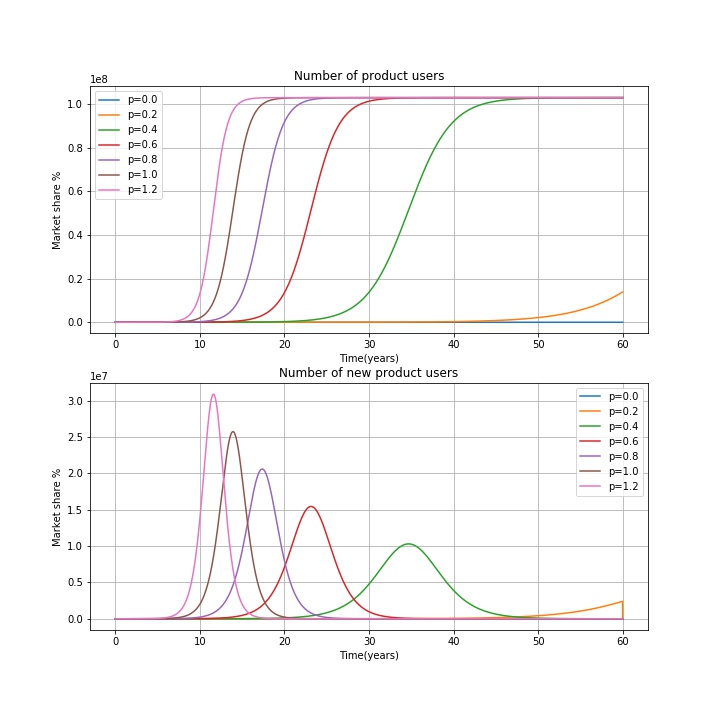 Number of product users
1e8
1.0
0.8
0.6
0.4
0.2
0.0
Market share %
p=0.0
p=0.2
p=0.4
p=0.6
p=0.8
p=1.0
p=1.2
0 10 20 30 40 50 60
Time(years)
Number of new product users
1e7
3.0
2.5
2.0
1.5
1.0
0.5
0.0
Market share %
p=0.0
p=0.2
p=0.4
p=0.6
p=0.8
p=1.0
p=1.2
0 10 20 30 40 50 60
Time(years)